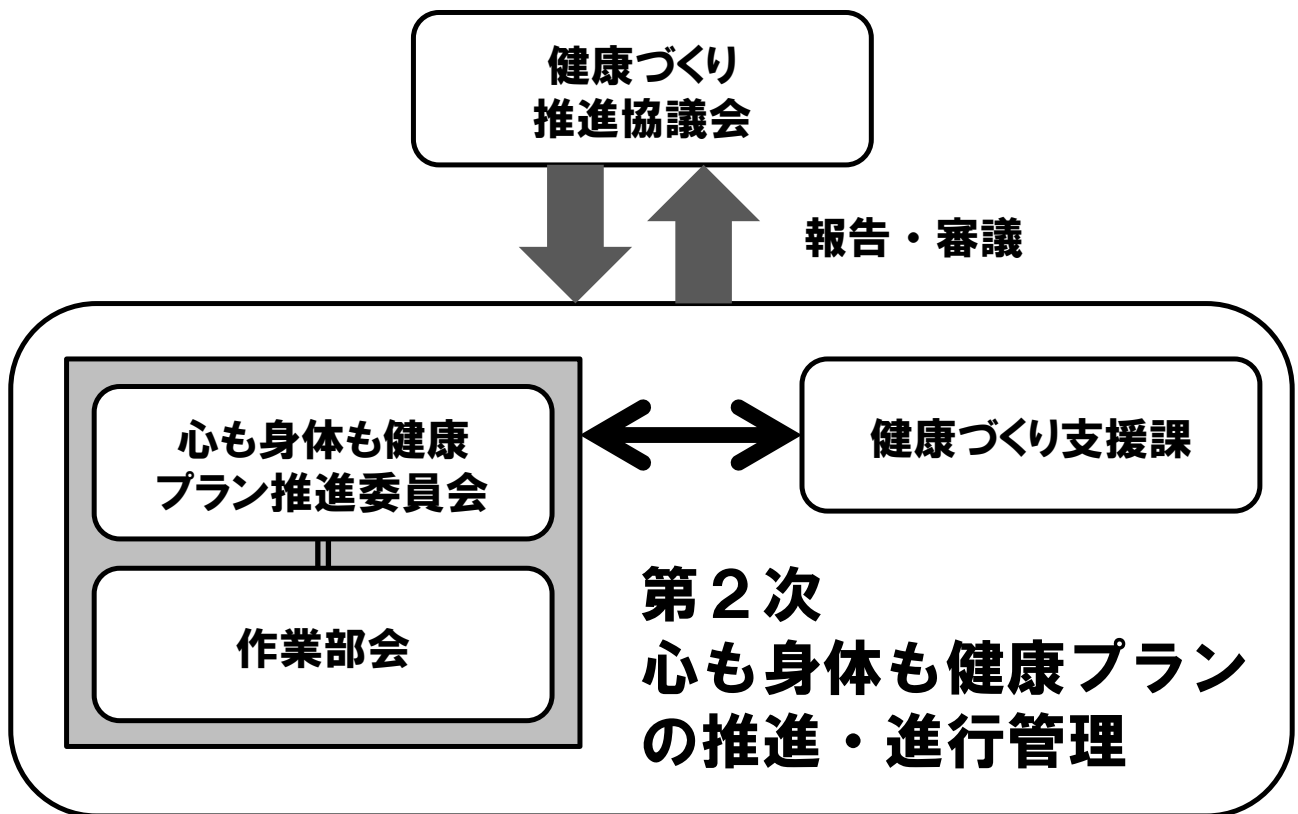 健康づくり
推進協議会
報告・審議
心も身体も健康
プラン推進委員会
健康づくり支援課
作業部会
第２次
心も身体も健康プラン
の推進・進行管理